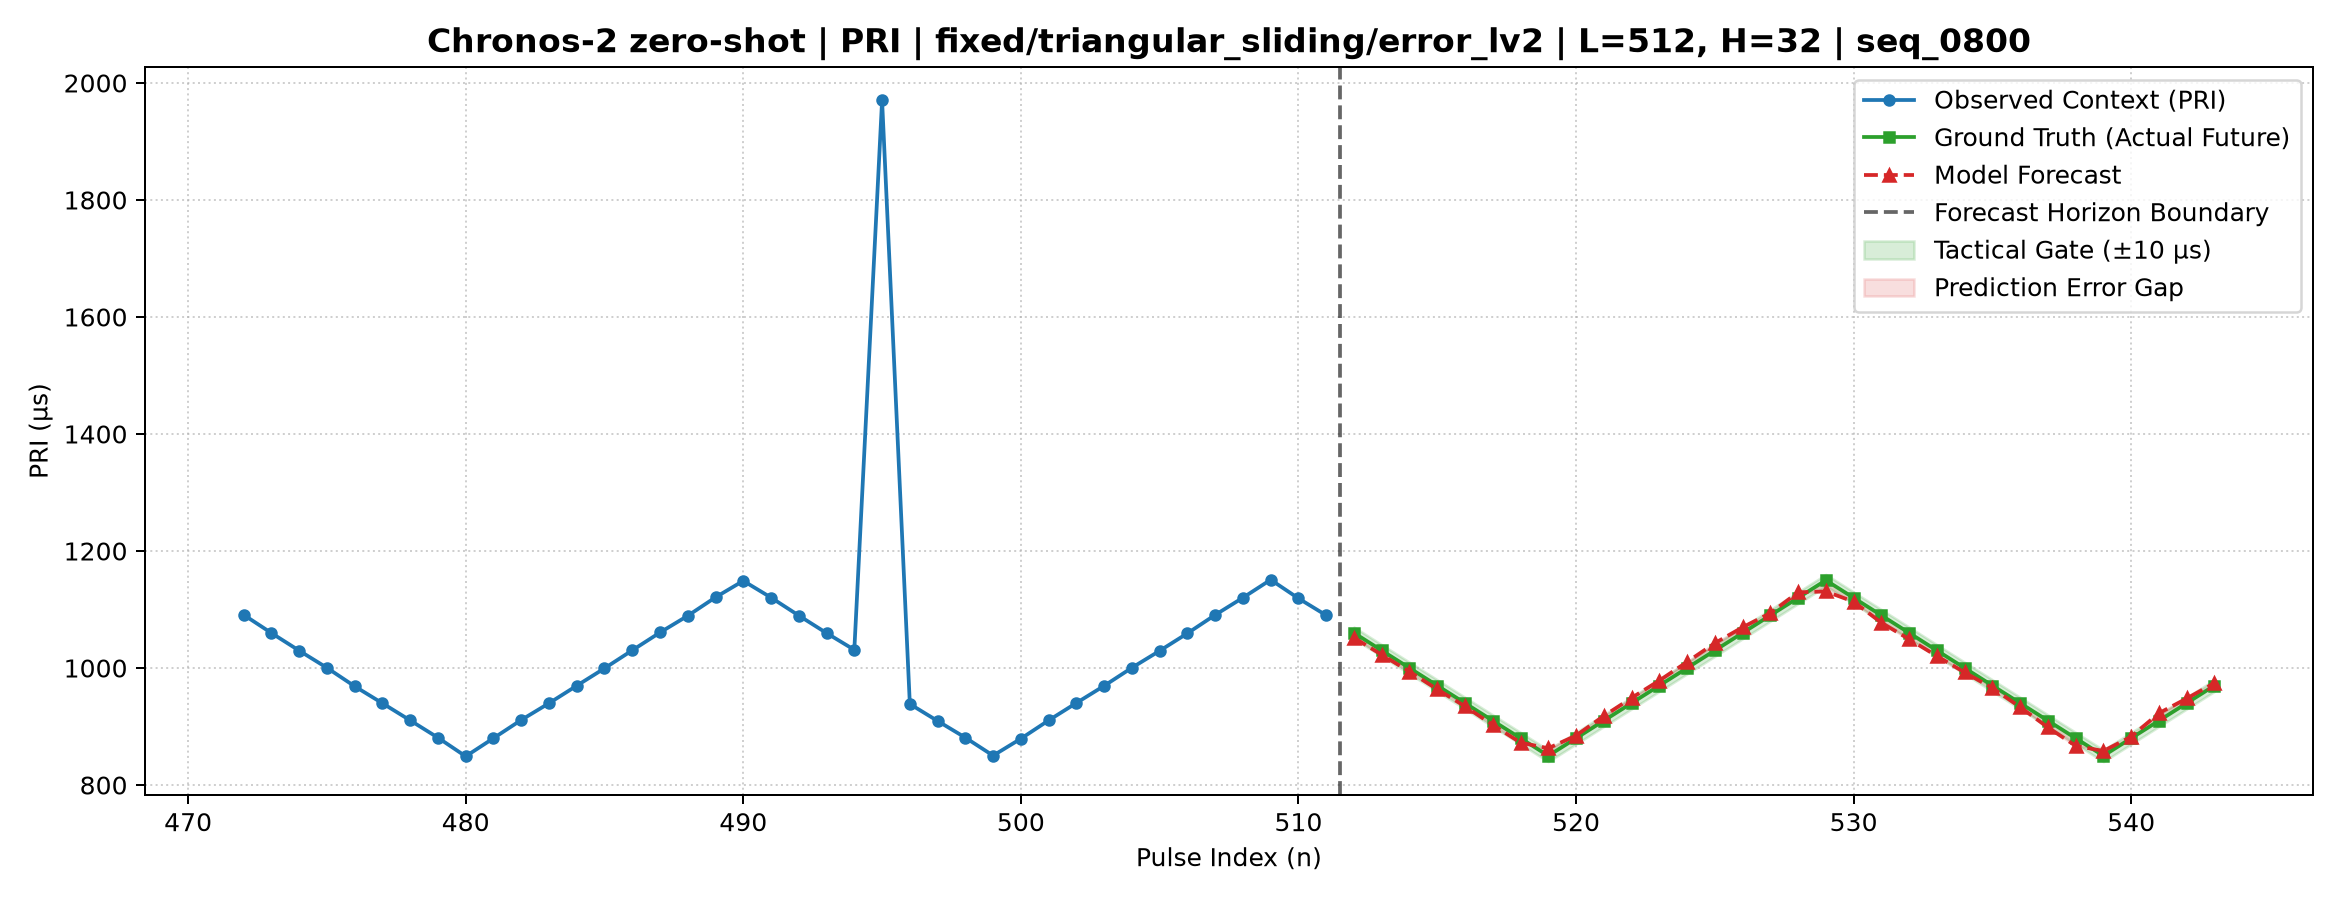 Chronos-2 zero-shot | PRI | fixed/triangular_sliding/error_lv2 | L=512, H=32 | seq_0800
PRI (µs)
2000
1800
1600
1400
1200
1000
800
Observed Context (PRI)
Ground Truth (Actual Future)
Model Forecast
Forecast Horizon Boundary
Tactical Gate (±10 µs)
Prediction Error Gap
470 480 490 500 510 520 530 540
Pulse Index (n)